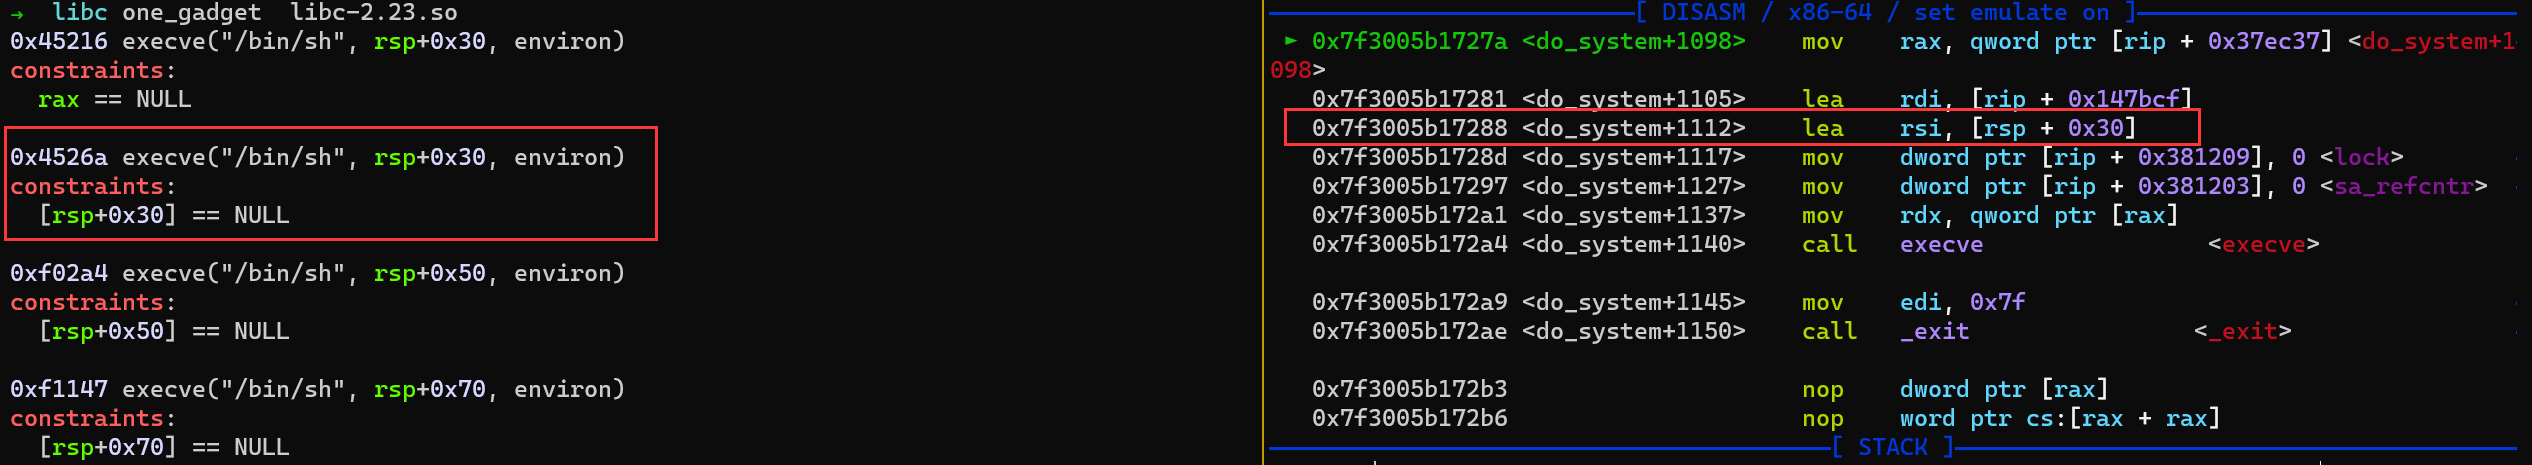 →  libc one_gadget  libc-2.23.so
0x45216 execve("/bin/sh", rsp+0x30, environ)
constraints:
  rax == NULL

0x4526a execve("/bin/sh", rsp+0x30, environ)
constraints:
  [rsp+0x30] == NULL

0xf02a4 execve("/bin/sh", rsp+0x50, environ)
constraints:
  [rsp+0x50] == NULL

0xf1147 execve("/bin/sh", rsp+0x70, environ)
constraints:
  [rsp+0x70] == NULL
[ DISASM / x86-64 / set emulate on ]
► 0x7f3005b1727a <do_system+1098>    mov    rax, qword ptr [rip + 0x37ec37] <do_system+1
098>
0x7f3005b17281 <do_system+1105>    lea    rdi, [rip + 0x147bcf]
0x7f3005b17288 <do_system+1112>    lea    rsi, [rsp + 0x30]
0x7f3005b1728d <do_system+1117>    mov    dword ptr [rip + 0x381209], 0 <lock>
0x7f3005b17297 <do_system+1127>    mov    dword ptr [rip + 0x381203], 0 <sa_refcntr>
0x7f3005b172a1 <do_system+1137>    mov    rdx, qword ptr [rax]
0x7f3005b172a4 <do_system+1140>    call   execve                <execve>

0x7f3005b172a9 <do_system+1145>    mov    edi, 0x7f
0x7f3005b172ae <do_system+1150>    call   _exit                <_exit>

0x7f3005b172b3                     nop    dword ptr [rax]
0x7f3005b172b6                     nop    word ptr cs:[rax + rax]
[ STACK ]